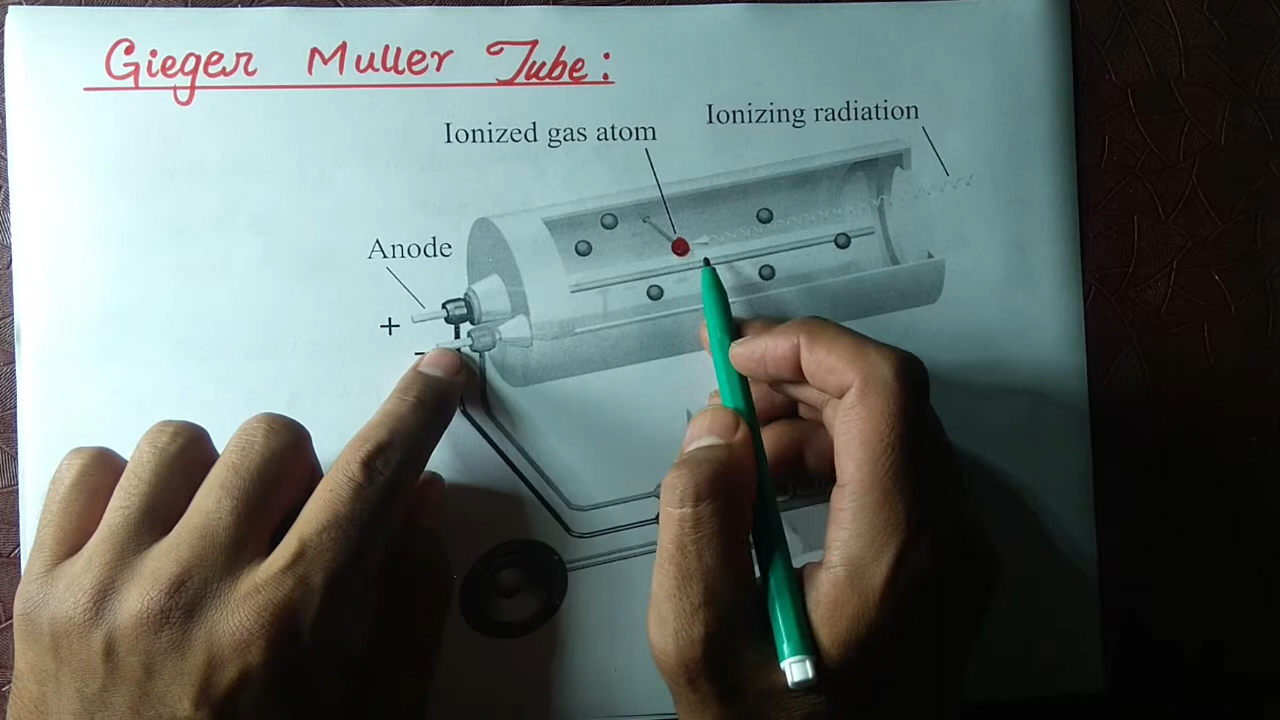 Gieger Muller Tube:
Ionizing radiation
Ionized gas atom
Anode
+
-